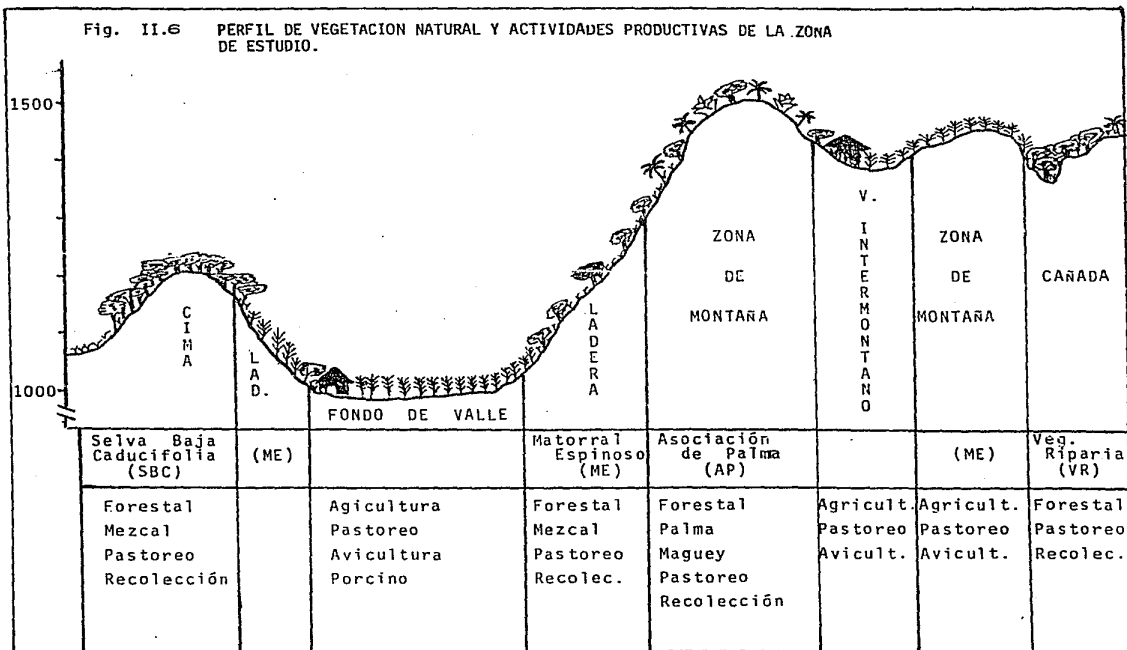 Fig. II.6 PERFIL DE VEGETACION NATURAL Y ACTIVIDADES PRODUCTIVAS DE LA ZONA
DE ESTUDIO.
1500
1000
CIMA
LAD.
FONDO DE VALLE
LADERA
ZONA
DE
MONTAÑA
V. INTERMONTANO
ZONA
DE
MONTAÑA
CAÑADA
Selva Baja
Caducifolia
(SBC)
(ME)
Matorral
Espinoso
(ME)
Asociación
de Palma
(AP)
(ME)
Veg.
Riparia
(VR)
Forestal
Mezcal
Pastoreo
Recolección
Agicultura
Pastoreo
Avicultura
Porcino
Forestal
Mezcal
Pastoreo
Recolec.
Forestal
Palma
Maguey
Pastoreo
Recolección
Agricult.
Pastoreo
Avicult.
Agricult.
Pastoreo
Avicult.
Forestal
Pastoreo
Recolec.